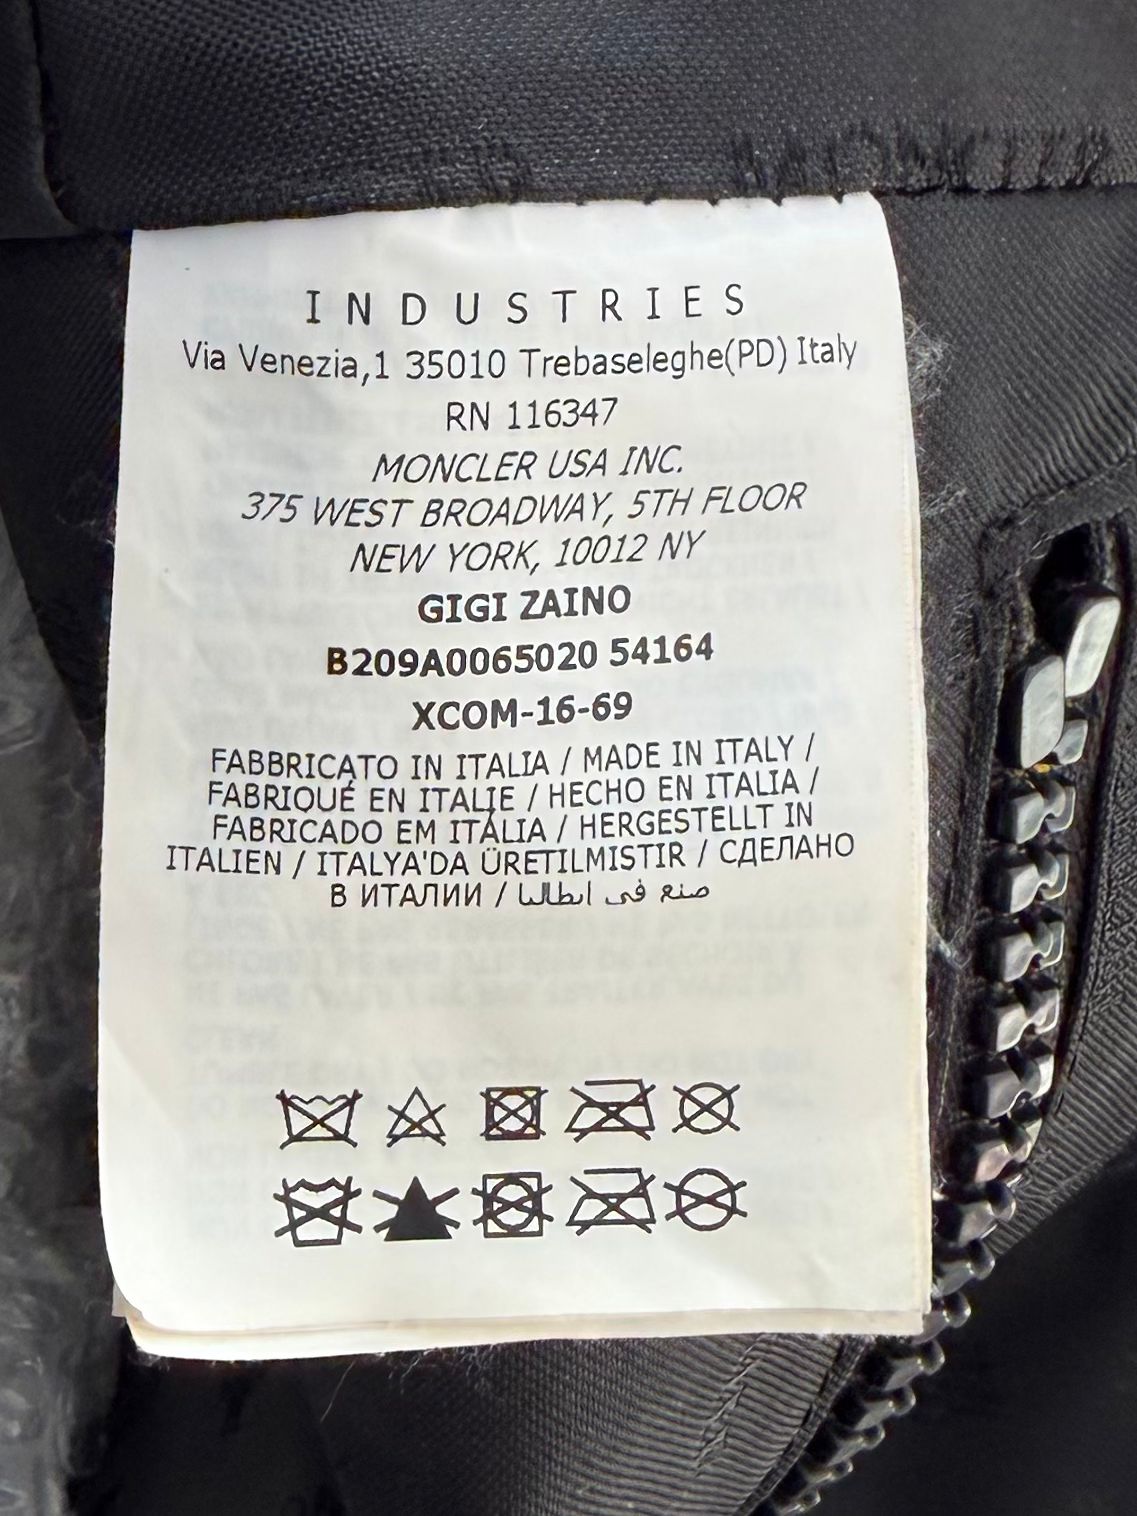 I N D U S T R I E S
Via Venezia,1 35010 Trebaseleghe(PD) Italy
RN 116347
MONCLER USA INC.
375 WEST BROADWAY, 5TH FLOOR
NEW YORK, 10012 NY
GIGI ZAINO
B209A0065020 54164
XCOM-16-69
FABBRICATO IN ITALIA / MADE IN ITALY /
FABRIQUÉ EN ITALIE / HECHO EN ITALIA /
FABRICADO EM ITÁLIA / HERGESTELLT IN
ITALIEN / ITALYA'DA ÜRETILMISTIR / СДЕЛАНО
В ИТАЛИИ / صنع في ايطاليا